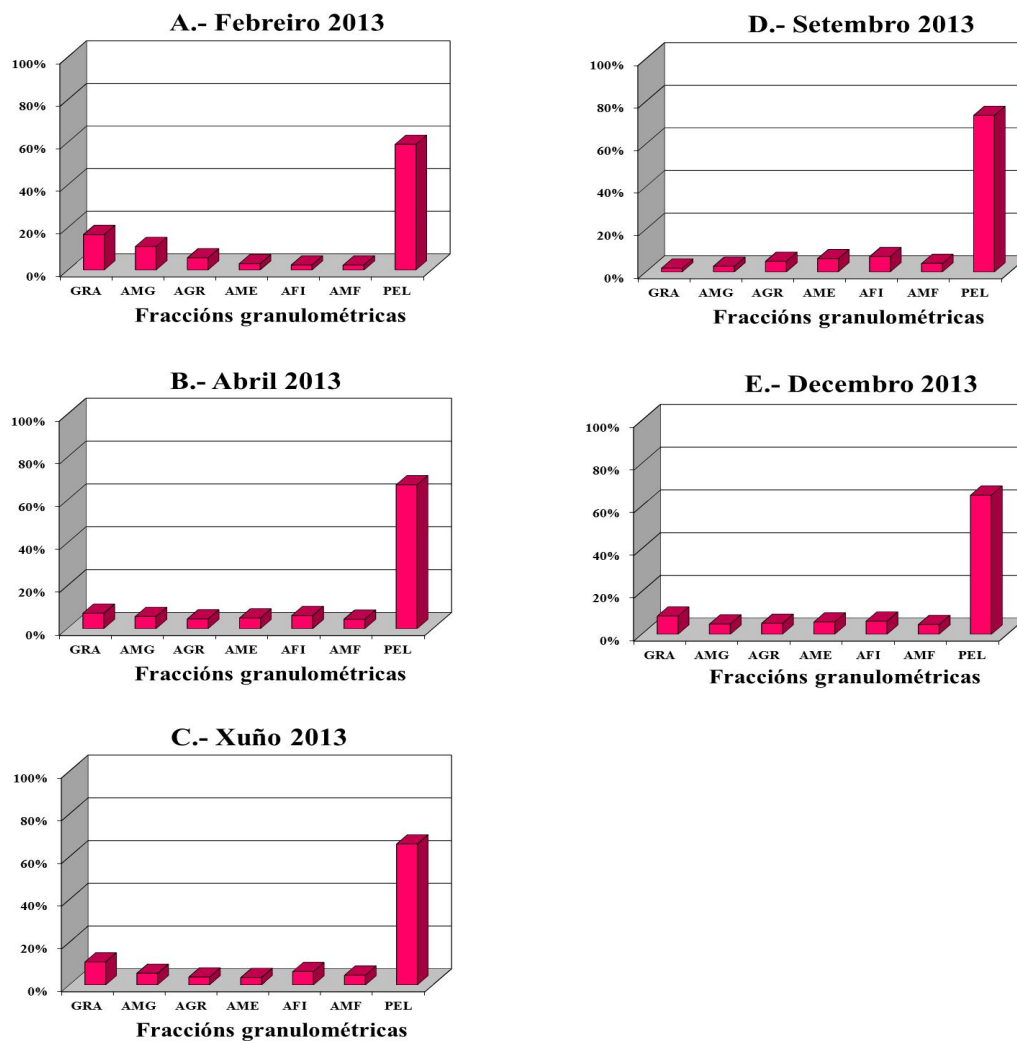 A.- Febreiro 2013
100%
80%
60%
40%
20%
0%
GRA AMG AGR AME AFI AMF PEL
Fraccións granulométricas
B.- Abril 2013
100%
80%
60%
40%
20%
0%
GRA AMG AGR AME AFI AMF PEL
Fraccións granulométricas
C.- Xuño 2013
100%
80%
60%
40%
20%
0%
GRA AMG AGR AME AFI AMF PEL
Fraccións granulométricas
D.- Setembro 2013
100%
80%
60%
40%
20%
0%
GRA AMG AGR AME AFI AMF PEL
Fraccións granulométricas
E.- Decembro 2013
100%
80%
60%
40%
20%
0%
GRA AMG AGR AME AFI AMF PEL
Fraccións granulométricas